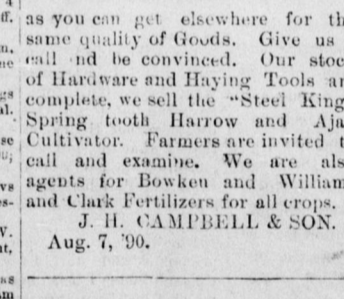 as you can get elsewhere for th
same quality of Goods. Give us
call nd be convinced. Our stoc
of Hardware and Haying Tools ar
complete, we sell the "Steel King
Spring tooth Harrow and Aja
Cultivator. Farmers are invited t
call and examine. We are als
agents for Bowken and William
and Clark Fertilizers for all crops.
J. H. CAMPBELL & SON.
Aug. 7, '90.